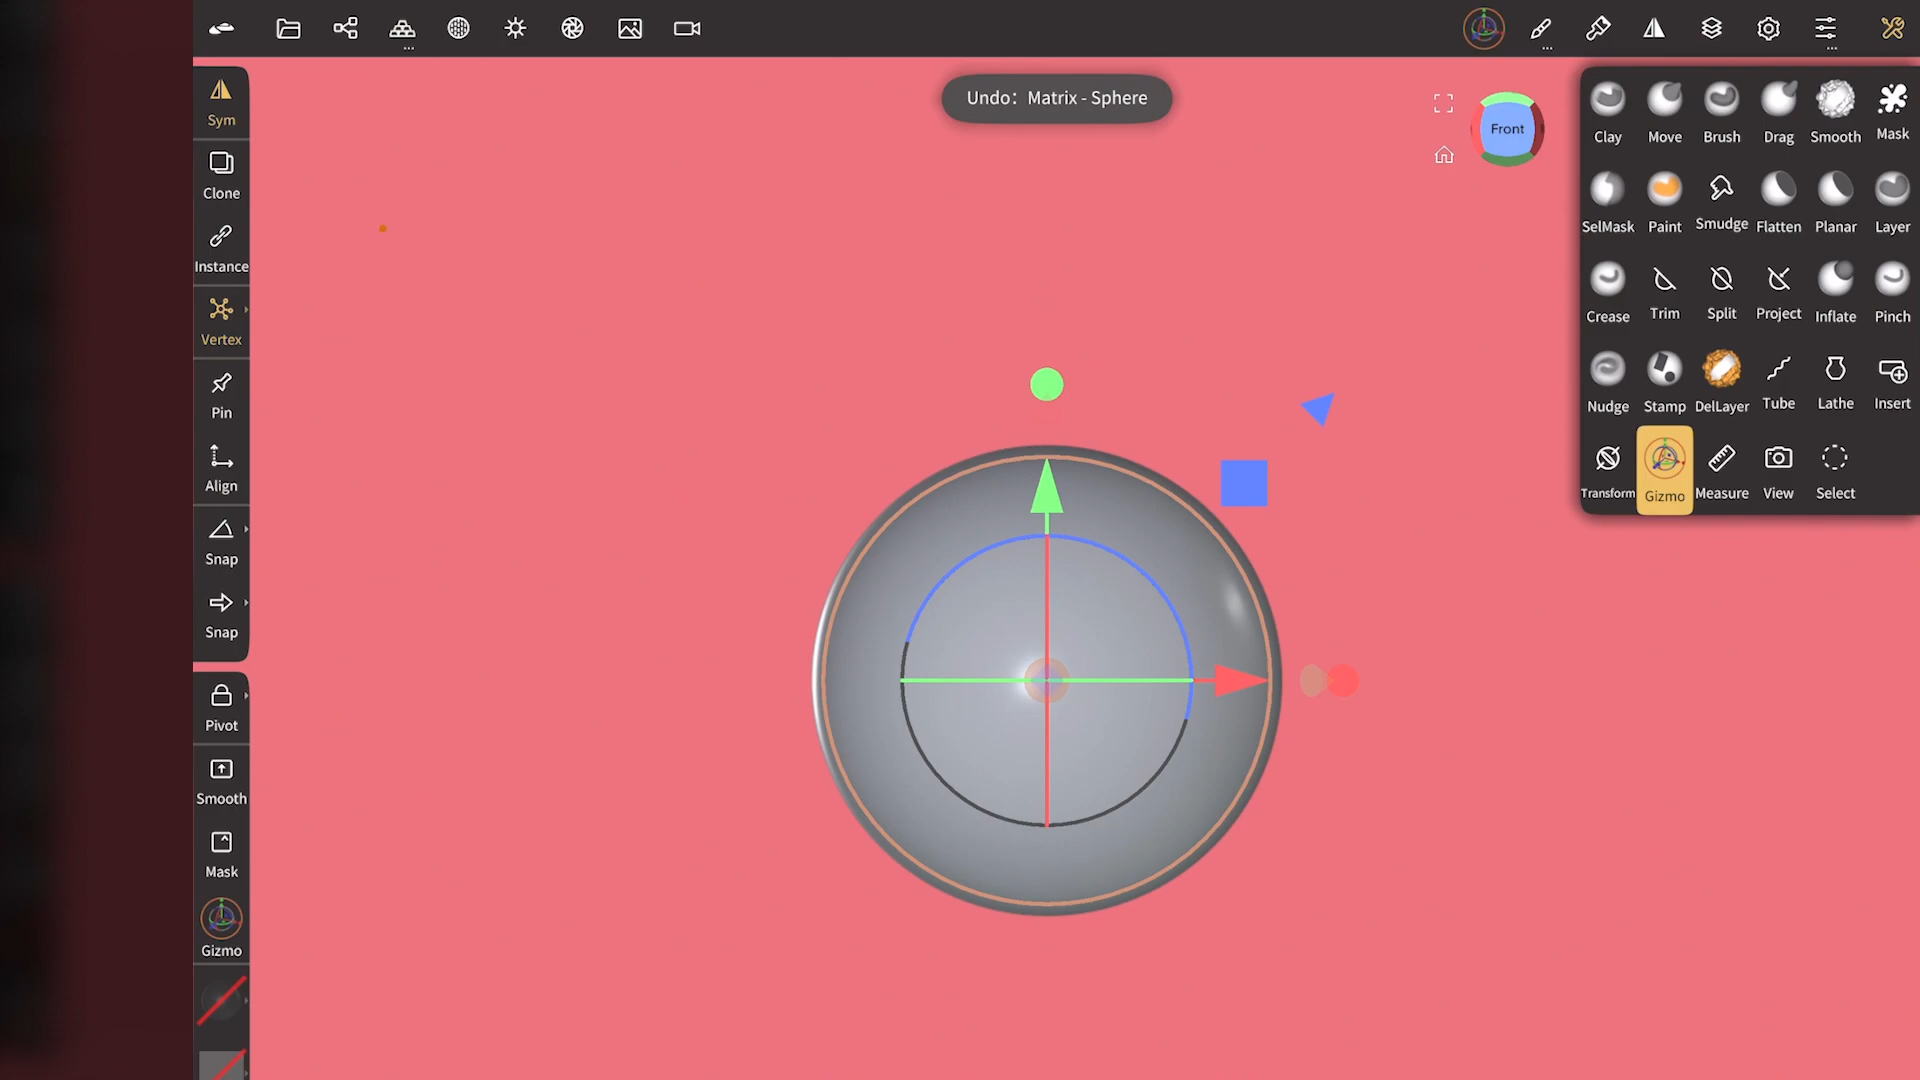 Undo: Matrix - Sphere
Front
Sym
Clone
Instance
Vertex
Pin
Align
Snap
Snap
Pivot
Smooth
Mask
Gizmo
Clay Move Brush Drag Smooth Mask
SelMask Paint Smudge Flatten Planar Layer
Crease Trim Split Project Inflate Pinch
Nudge Stamp DelLayer Tube Lathe Insert
Transform Gizmo Measure View Select